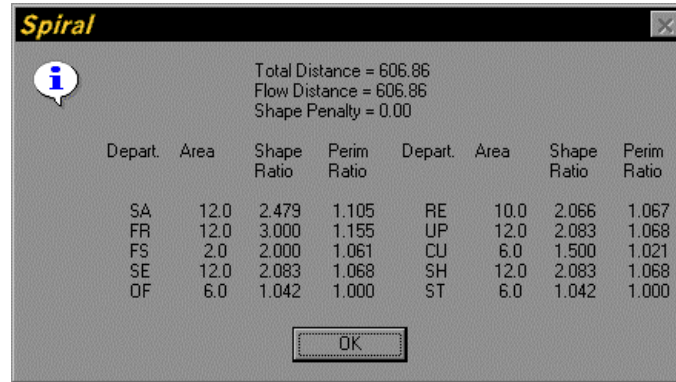 Spiral
Total Distance = 606.86
Flow Distance = 606.86
Shape Penalty = 0.00
Depart. Area Shape Ratio Perim Ratio Depart. Area Shape Ratio Perim Ratio
SA 12.0 2.479 1.105 RE 10.0 2.066 1.067
FR 12.0 3.000 1.155 UP 12.0 2.083 1.068
FS 2.0 2.000 1.061 CU 6.0 1.500 1.021
SE 12.0 2.083 1.068 SH 12.0 2.083 1.068
OF 6.0 1.042 1.000 ST 6.0 1.042 1.000
OK